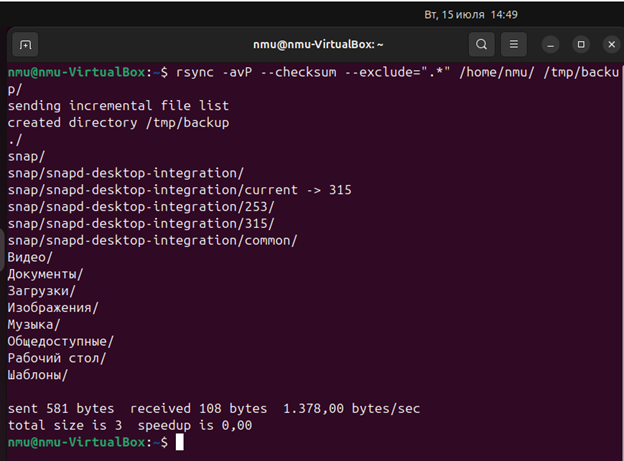 Вт, 15 июля 14:49
nmu@nmu-VirtualBox: ~
nmu@nmu-VirtualBox:~$ rsync -avP --checksum --exclude=".*" /home/nmu/ /tmp/backu
p/
sending incremental file list
created directory /tmp/backup
./
snap/
snap/snapd-desktop-integration/
snap/snapd-desktop-integration/current -> 315
snap/snapd-desktop-integration/253/
snap/snapd-desktop-integration/315/
snap/snapd-desktop-integration/common/
Видео/
Документы/
Загрузки/
Изображения/
Музыка/
Общедоступные/
Рабочий стол/
Шаблоны/
sent 581 bytes  received 108 bytes  1.378,00 bytes/sec
total size is 3  speedup is 0,00
nmu@nmu-VirtualBox:~$